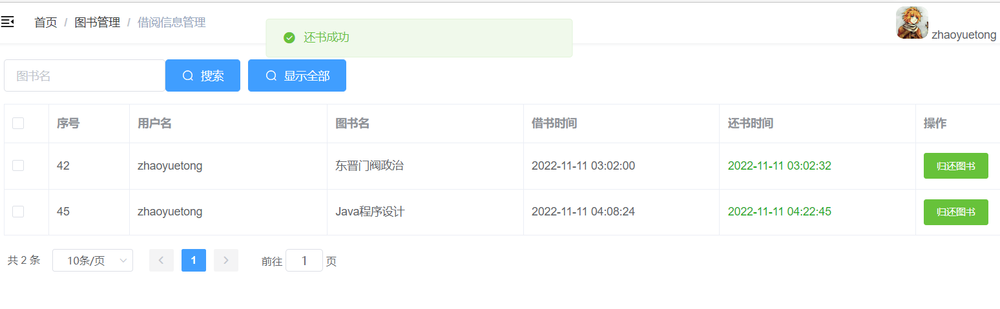 首页 / 图书管理 / 借阅信息管理
还书成功
zhaoyuetong
图书名 搜索 显示全部
序号 用户名 图书名 借书时间 还书时间 操作
42 zhaoyuetong 东晋门阀政治 2022-11-11 03:02:00 2022-11-11 03:02:32 归还图书
45 zhaoyuetong Java程序设计 2022-11-11 04:08:24 2022-11-11 04:22:45 归还图书
共 2 条 10条/页 1 前往 1 页